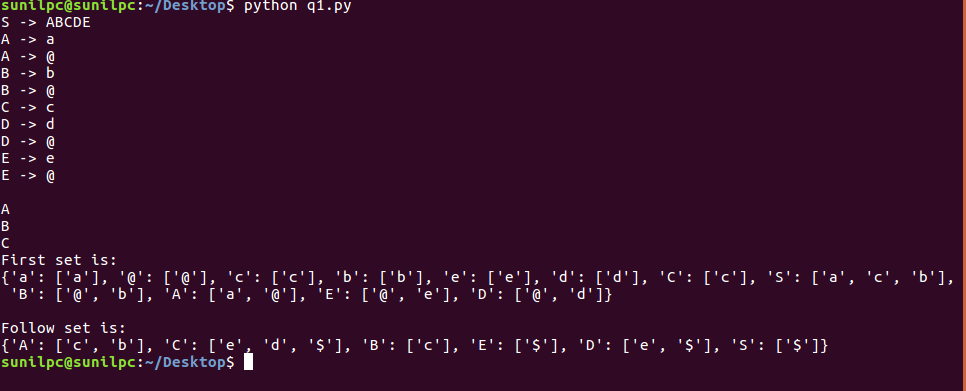 sunilpc@sunilpc:~/Desktop$ python q1.py
S -> ABCDE
A -> a
A -> @
B -> b
B -> @
C -> c
D -> d
D -> @
E -> e
E -> @
A
B
C
First set is:
{'a': ['a'], '@': ['@'], 'c': ['c'], 'b': ['b'], 'e': ['e'], 'd': ['d'], 'C': ['c'], 'S': ['a', 'c', 'b'],
'B': ['@', 'b'], 'A': ['a', '@'], 'E': ['@', 'e'], 'D': ['@', 'd']}
Follow set is:
{'A': ['c', 'b'], 'C': ['e', 'd', '$'], 'B': ['c'], 'E': ['$'], 'D': ['e', '$'], 'S': ['$']}
sunilpc@sunilpc:~/Desktop$